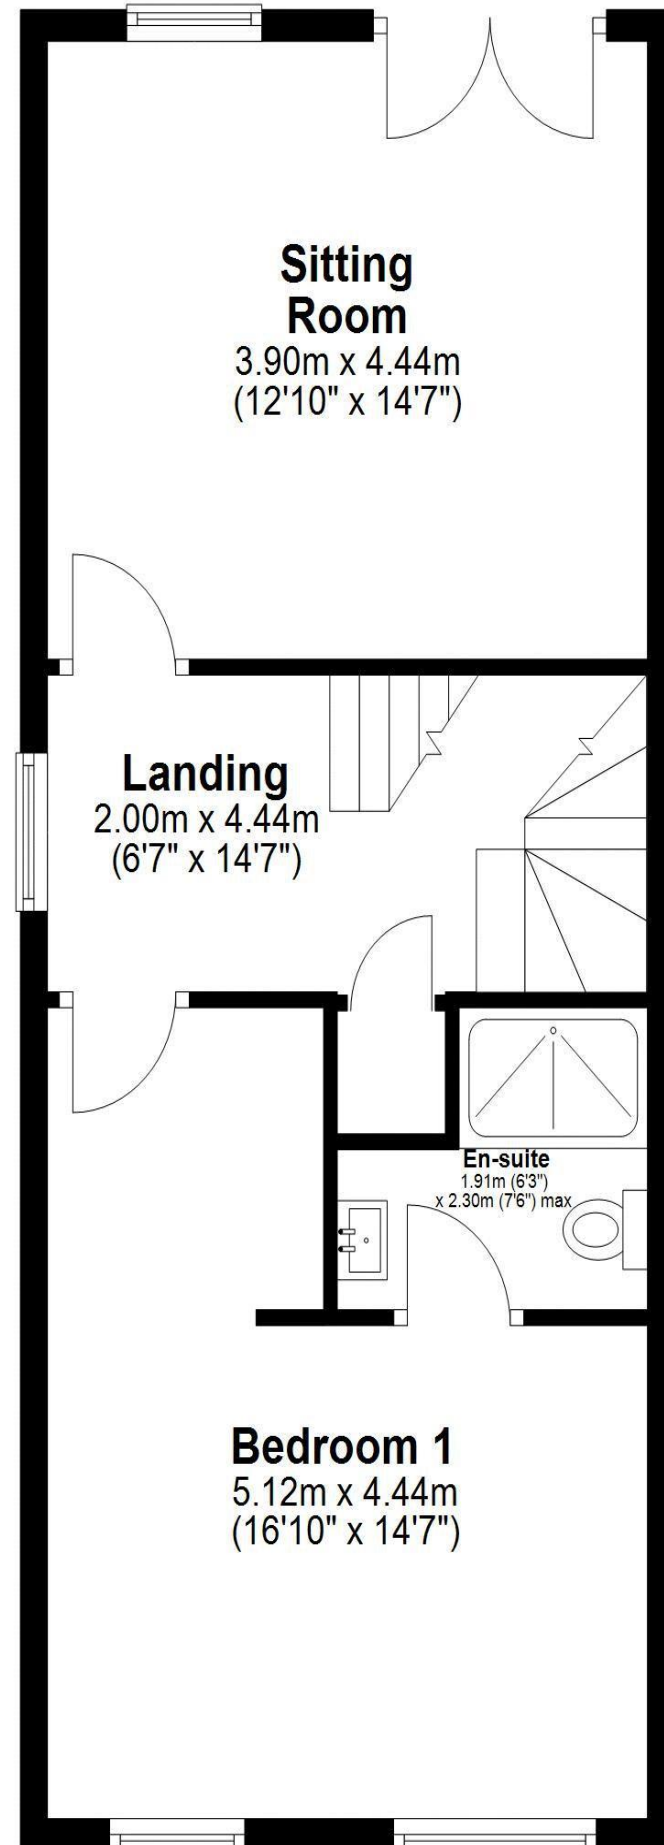 Sitting
Room
3.90m x 4.44m
(12'10" x 14'7")
Landing
2.00m x 4.44m
(6'7" x 14'7")
En-suite
1.91m (6'3")
x 2.30m (7'6") max
Bedroom 1
5.12m x 4.44m
(16'10" x 14'7")